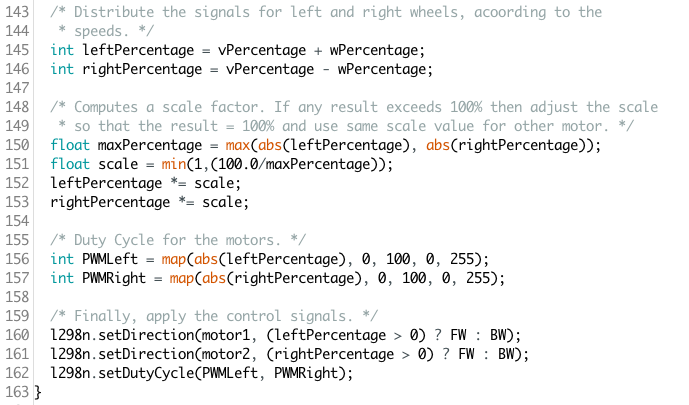 143 /* Distribute the signals for left and right wheels, acoording to the
144 * speeds. */
145 int leftPercentage = vPercentage + wPercentage;
146 int rightPercentage = vPercentage - wPercentage;
147
148 /* Computes a scale factor. If any result exceeds 100% then adjust the scale
149 * so that the result = 100% and use same scale value for other motor. */
150 float maxPercentage = max(abs(leftPercentage), abs(rightPercentage));
151 float scale = min(1,(100.0/maxPercentage));
152 leftPercentage *= scale;
153 rightPercentage *= scale;
154
155 /* Duty Cycle for the motors. */
156 int PWMLeft = map(abs(leftPercentage), 0, 100, 0, 255);
157 int PWMRight = map(abs(rightPercentage), 0, 100, 0, 255);
158
159 /* Finally, apply the control signals. */
160 l298n.setDirection(motor1, (leftPercentage > 0) ? FW : BW);
161 l298n.setDirection(motor2, (rightPercentage > 0) ? FW : BW);
162 l298n.setDutyCycle(PWMLeft, PWMRight);
163 }